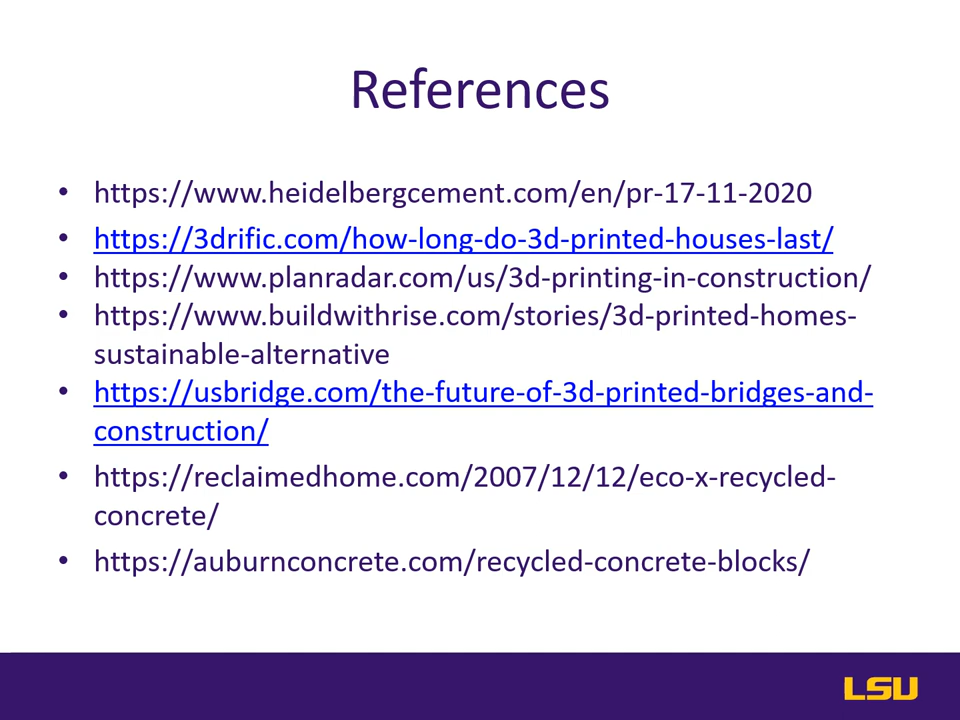 References
• https://www.heidelbergcement.com/en/pr-17-11-2020
• https://3drific.com/how-long-do-3d-printed-houses-last/
• https://www.planradar.com/us/3d-printing-in-construction/
• https://www.buildwithrise.com/stories/3d-printed-homes-
sustainable-alternative
• https://usbridge.com/the-future-of-3d-printed-bridges-and-
construction/
• https://reclaimedhome.com/2007/12/12/eco-x-recycled-
concrete/
• https://auburnconcrete.com/recycled-concrete-blocks/
LSU